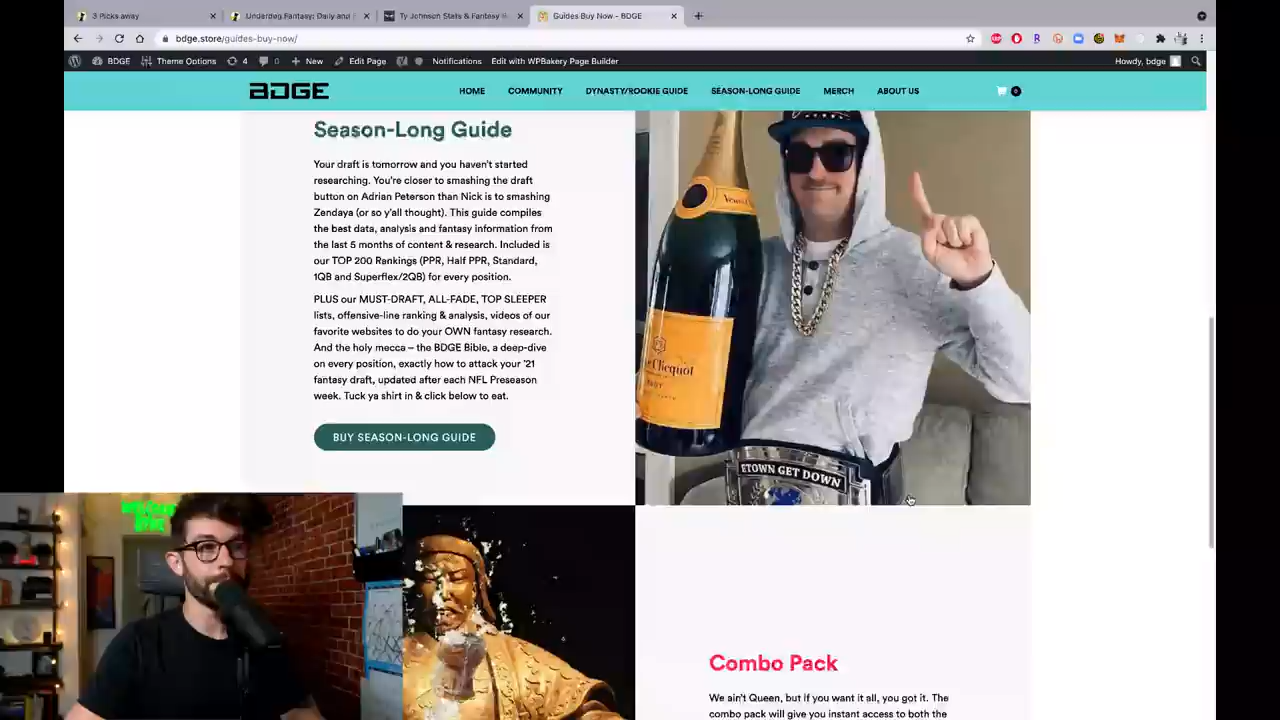 3 Picks away
Underdog Fantasy: Daily and
Ty Johnson Stats & Fantasy
Guides Buy Now - BDGE
bdge.store/guides-buy-now/
BDGE
Theme Options
4
0
New
Edit Page
Notifications
Edit with WPBakery Page Builder
Howdy, bdge
BDGE
HOME
COMMUNITY
DYNASTY/ROOKIE GUIDE
SEASON-LONG GUIDE
MERCH
ABOUT US
0
Season-Long Guide
Your draft is tomorrow and you haven't started
researching. You're closer to smashing the draft
button on Adrian Peterson than Nick is to smashing
Zendaya (or so y'all thought). This guide compiles
the best data, analysis and fantasy information from
the last 5 months of content & research. Included is
our TOP 200 Rankings (PPR, Half PPR, Standard,
1QB and Superflex/2QB) for every position.
PLUS our MUST-DRAFT, ALL-FADE, TOP SLEEPER
lists, offensive-line ranking & analysis, videos of our
favorite websites to do your OWN fantasy research.
And the holy mecca – the BDGE Bible, a deep-dive
on every position, exactly how to attack your '21
fantasy draft, updated after each NFL Preseason
week. Tuck ya shirt in & click below to eat.
BUY SEASON-LONG GUIDE
Clicquot
ETOWN GET DOWN
Combo Pack
We ain't Queen, but if you want it all, you got it. The
combo pack will give you instant access to both the